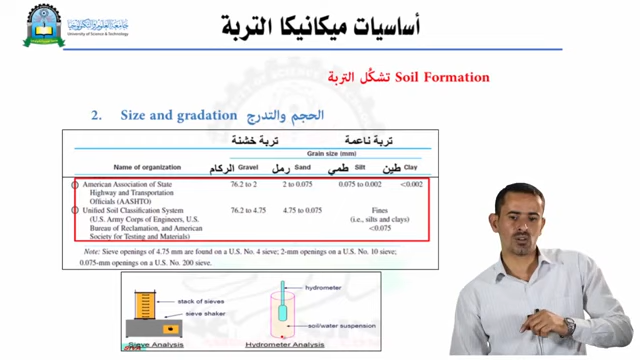 جامعة العلوم والتكنولوجيا
University of Science & Technology
أساسيات ميكانيكا التربة
Soil Formation تشكُّل التربة
2. Size and gradation الحجم والتدرج
تربة خشنة تربة ناعمة
Grain size (mm)
Name of organization الركام Gravel رمل Sand طمي Silt طين Clay
1 American Association of State Highway and Transportation Officials (AASHTO) 76.2 to 2 2 to 0.075 0.075 to 0.002 <0.002
2 Unified Soil Classification System (U.S. Army Corps of Engineers, U.S. Bureau of Reclamation, and American Society for Testing and Materials) 76.2 to 4.75 4.75 to 0.075 Fines (i.e., silts and clays) <0.075
Note: Sieve openings of 4.75 mm are found on a U.S. No. 4 sieve; 2-mm openings on U.S. No. 10 sieve;
0.075-mm openings on a U.S. No. 200 sieve.
stack of sieves
sieve shaker
Sieve Analysis
hydrometer
soil/water suspension
Hydrometer Analysis